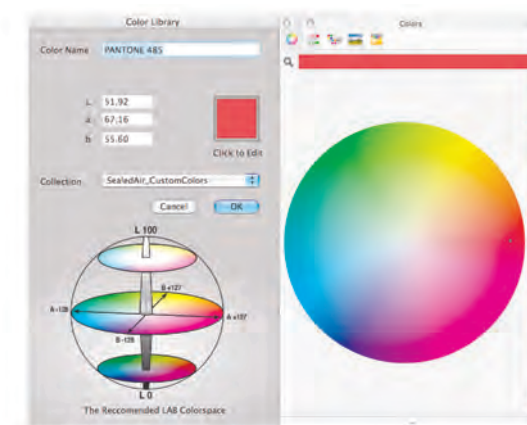 Color Library
Color Name PANTONE 485
L 51.92
a 67.16
b 55.60
Click to Edit
Collection SealedAir_CustomColors
Cancel OK
L 100
B +127
A -128
A +127
B -128
L 0
The Reccomended LAB Colorspace
Colors